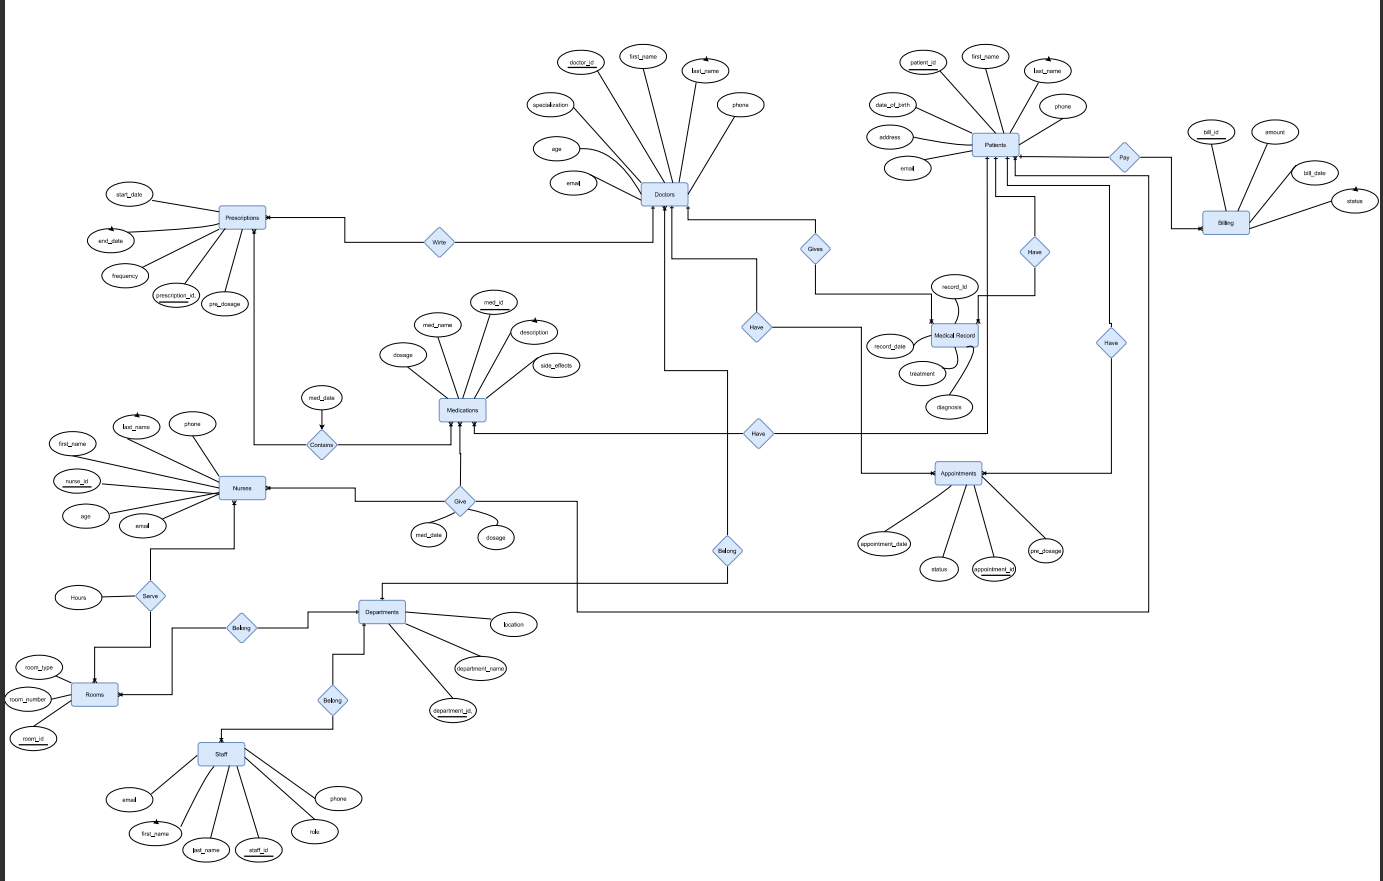 doctor_id
first_name
last_name
specialization
phone
age
email
Doctors
patient_id
first_name
last_name
date_of_birth
phone
address
email
Patients
Pay
bill_id
amount
bill_date
status
Billing
start_date
Prescriptions
end_date
frequency
prescription_id,
pre_dosage
Wirte
Gives
Have
record_id
Medical Record
record_date
treatment
diagnosis
Have
Have
med_id
med_name
description
dosage
side_effects
Medications
med_date
Contains
Have
last_name
phone
first_name
nurse_id
age
email
Nurses
Give
med_date
dosage
Appointments
appointment_date
status
appointment_id
pre_dosage
Belong
Hours
Serve
Belong
Departments
location
department_name
department_id,
room_type
room_number
room_id
Rooms
Belong
Staff
email
first_name
last_name
staff_id
role
phone